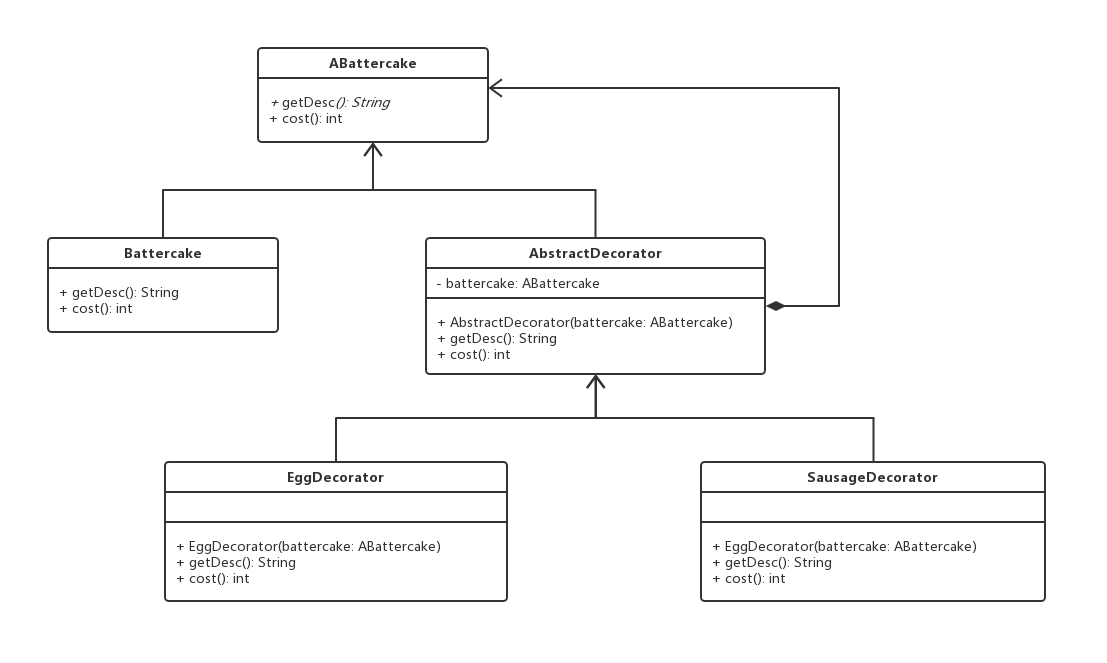 ABattercake
+ getDesc(): String
+ cost(): int
Battercake
+ getDesc(): String
+ cost(): int
AbstractDecorator
- battercake: ABattercake
+ AbstractDecorator(battercake: ABattercake)
+ getDesc(): String
+ cost(): int
EggDecorator
+ EggDecorator(battercake: ABattercake)
+ getDesc(): String
+ cost(): int
SausageDecorator
+ EggDecorator(battercake: ABattercake)
+ getDesc(): String
+ cost(): int